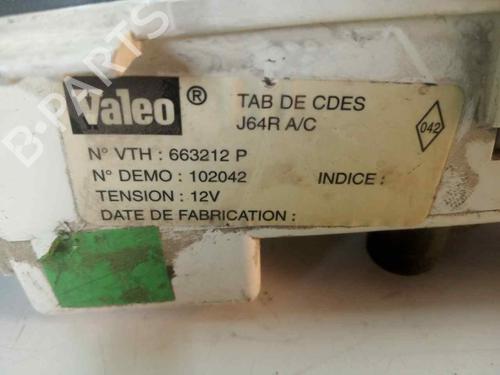 Valeo ®
TAB DE CDES
J64R A/C
042
N° VTH : 663212 P
N° DEMO : 102042 INDICE :
TENSION : 12V
DATE DE FABRICATION :
B-PARTS